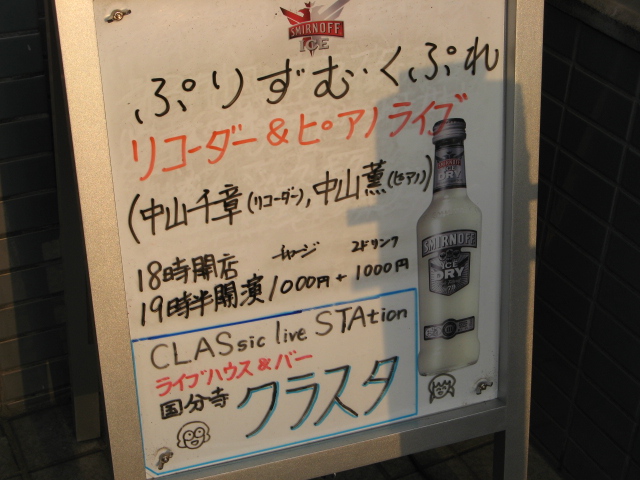 SMIRNOFF
ICE
ぷりずむ・くぷれ
リコーダー&ピアノライブ
(中山千章(リコーダー),中山薫(ピアノ))
18時開店 チャージ 2ドリンク
19時半開演 1000円+1000円
CLASsic live STAtion
ライブハウス&バー
国分寺 クラスタ
SMIRNOFF
ICE
DRY